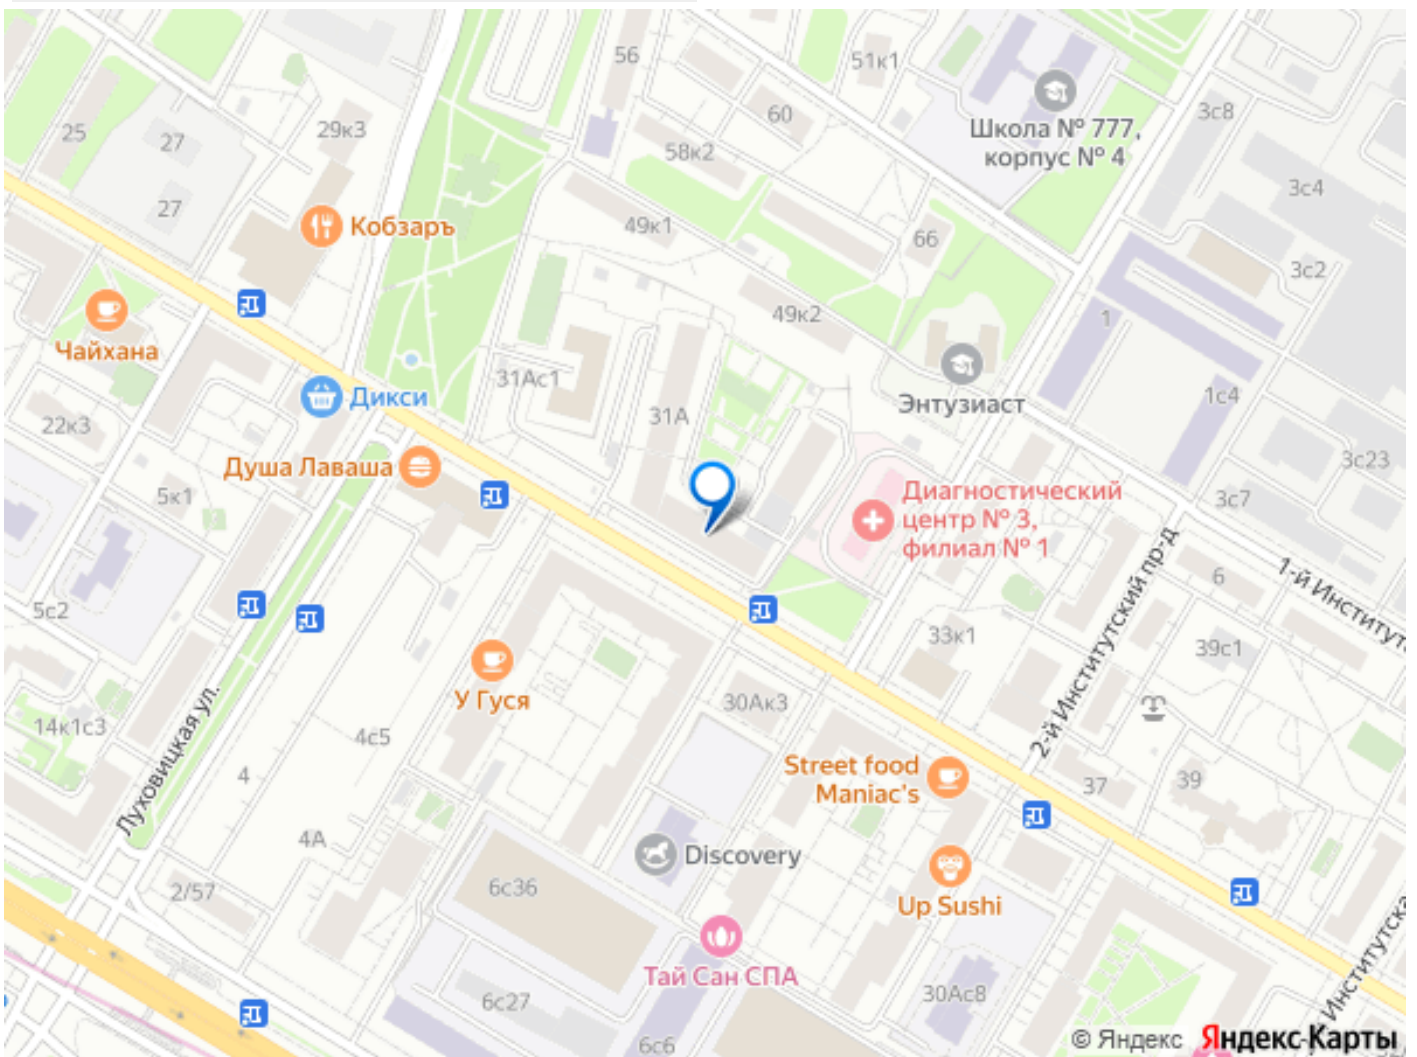 56
51к1
60
3с8
25
27
29к3
Школа № 777,
корпус № 4
58к2
3с4
27
Кобзаръ
49к1
66
3с2
49к2
1
Чайхана
31Ас1
Дикси
31А
Энтузиаст
1с4
22к3
Душа Лаваша
3с23
5к1
3с7
Диагностический
центр № 3,
филиал № 1
6
1-й Институтс
5с2
33к1
39с1
2-й Институтский пр-д
У Гуся
30Ак3
14к1с3
4с5
Луховицкая ул.
Street food
Maniac's
4
37
39
4А
Discovery
6с36
2/57
Up Sushi
Тай Сан СПА
6с27
30Ас8
Институтска
6с6
© Яндекс Яндекс Карты